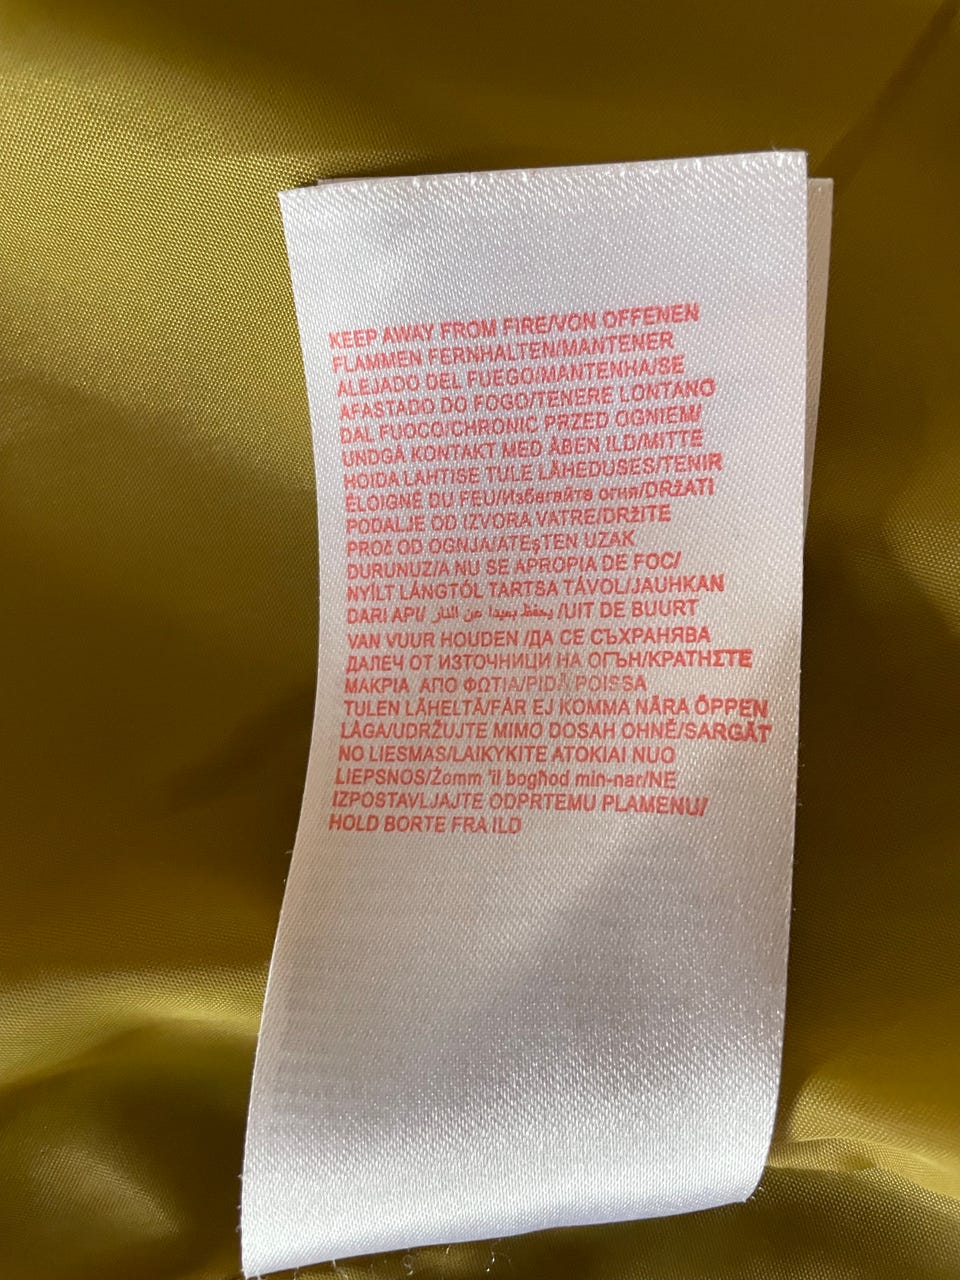 KEEP AWAY FROM FIRE/VON OFFENEN
FLAMMEN FERNHALTEN/MANTENER
ALEJADO DEL FUEGO/MANTENHA/SE
AFASTADO DO FOGO/TENERE LONTANO
DAL FUOCO/CHRONIC PRZED OGNIEM/
UNDGÅ KONTAKT MED ÅBEN ILD/MITTE
HOIDA LAHTISE TULE LÄHEDUSES/TENIR
ÉLOIGNÉ DU FEU/Избегайте огня/DRŽATI
PODALJE OD IZVORA VATRE/DRŽITE
PROč OD OGNJA/ATEşTEN UZAK
DURUNUZ/A NU SE APROPIA DE FOC/
NYÍLT LÁNGTÓL TARTSA TÁVOL/JAUHKAN
DARI API/ يحفظ بعيدا عن النار /UIT DE BUURT
VAN VUUR HOUDEN /ДА СЕ СЪХРАНЯВА
ДАЛЕЧ ОТ ИЗТОЧНИЦИ НА ОГЪН/ΚΡΑΤΗΣΤΕ
ΜΑΚΡΙΑ ΑΠΟ ΦΩΤΙΑ/PIDÄ POISSA
TULEN LÄHELTÄ/FÅR EJ KOMMA NÄRA ÖPPEN
LÅGA/UDRŽUJTE MIMO DOSAH OHNĚ/SARGĀT
NO LIESMAS/LAIKYKITE ATOKIAI NUO
LIEPSNOS/Żomm 'il bogħod min-nar/NE
IZPOSTAVLJAJTE ODPRTEMU PLAMENU/
HOLD BORTE FRA ILD